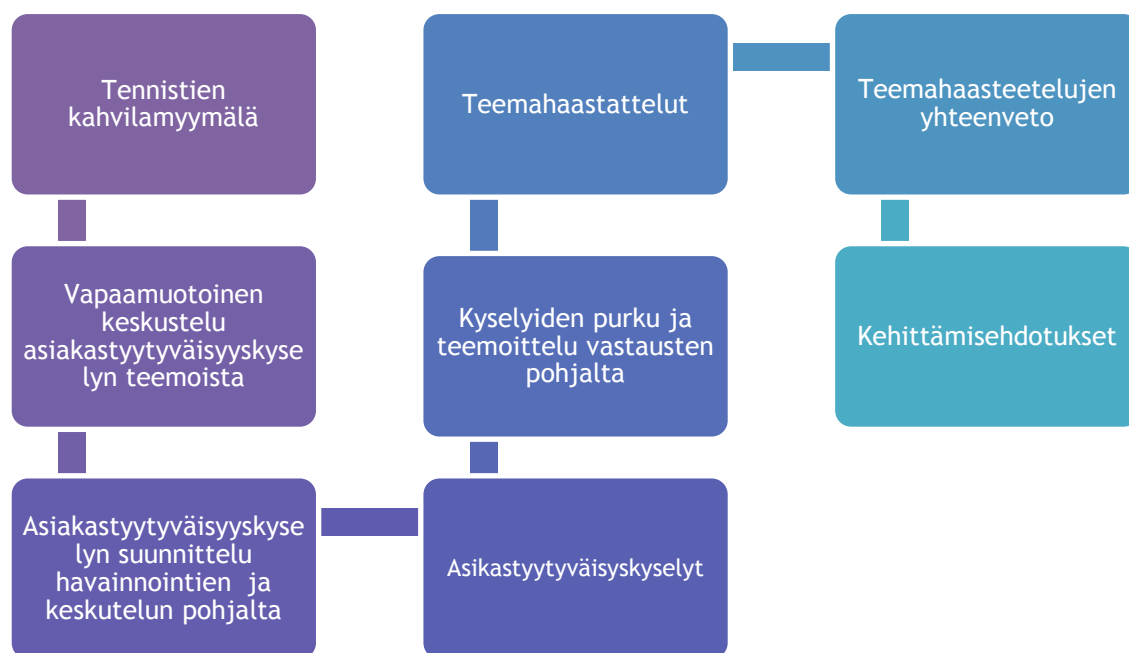 Tennistien
kahvilamyymälä
Vapaamuotoinen
keskustelu
asiakastyytyväisyyskyse
lyn teemoista
Asiakastyytyväisyyskyse
lyn suunnittelu
havainnointien ja
keskutelun pohjalta
Asikastyytyväisyskyselyt
Kyselyiden purku ja
teemoittelu vastausten
pohjalta
Teemahaastattelut
Teemahaasteetelujen
yhteenveto
Kehittämisehdotukset